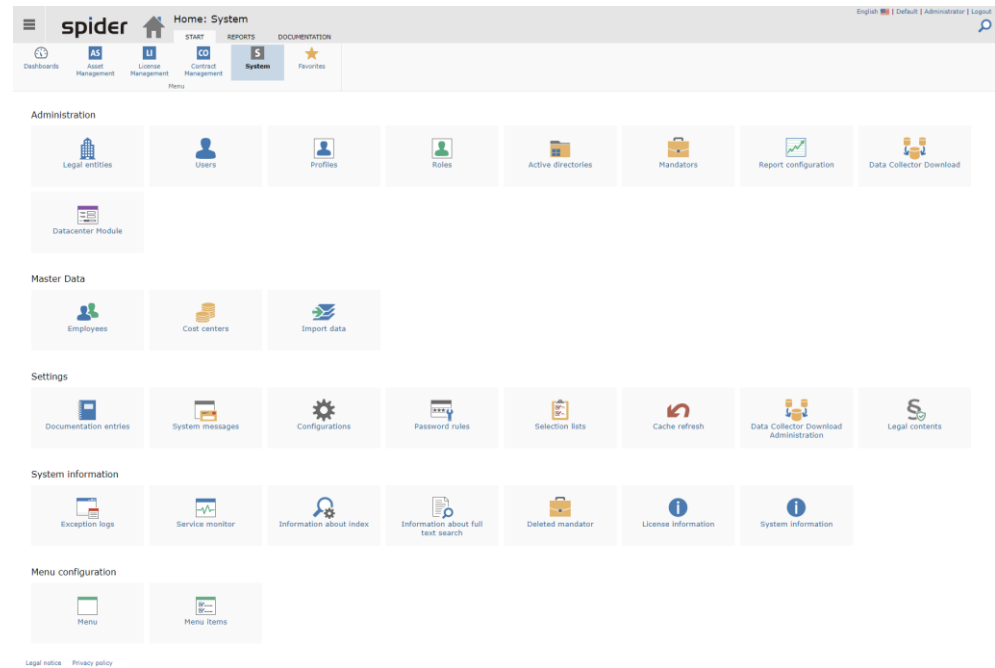 English | Default | Administrator | Logout
spider
Home: System
START REPORTS DOCUMENTATION
Dashboards
AS
Asset
Management
LI
License
Management
CO
Contract
Management
S
System
Favorites
Menu
Administration
Legal entities
Users
Profiles
Roles
Active directories
Mandators
Report configuration
Data Collector Download
Datacenter Module
Master Data
Employees
Cost centers
Import data
Settings
Documentation entries
System messages
Configurations
Password rules
Selection lists
Cache refresh
Data Collector Download
Administration
Legal contents
System information
Exception logs
Service monitor
Information about index
Information about full
text search
Deleted mandator
License information
System information
Menu configuration
Menu
Menu items
Legal notice Privacy policy